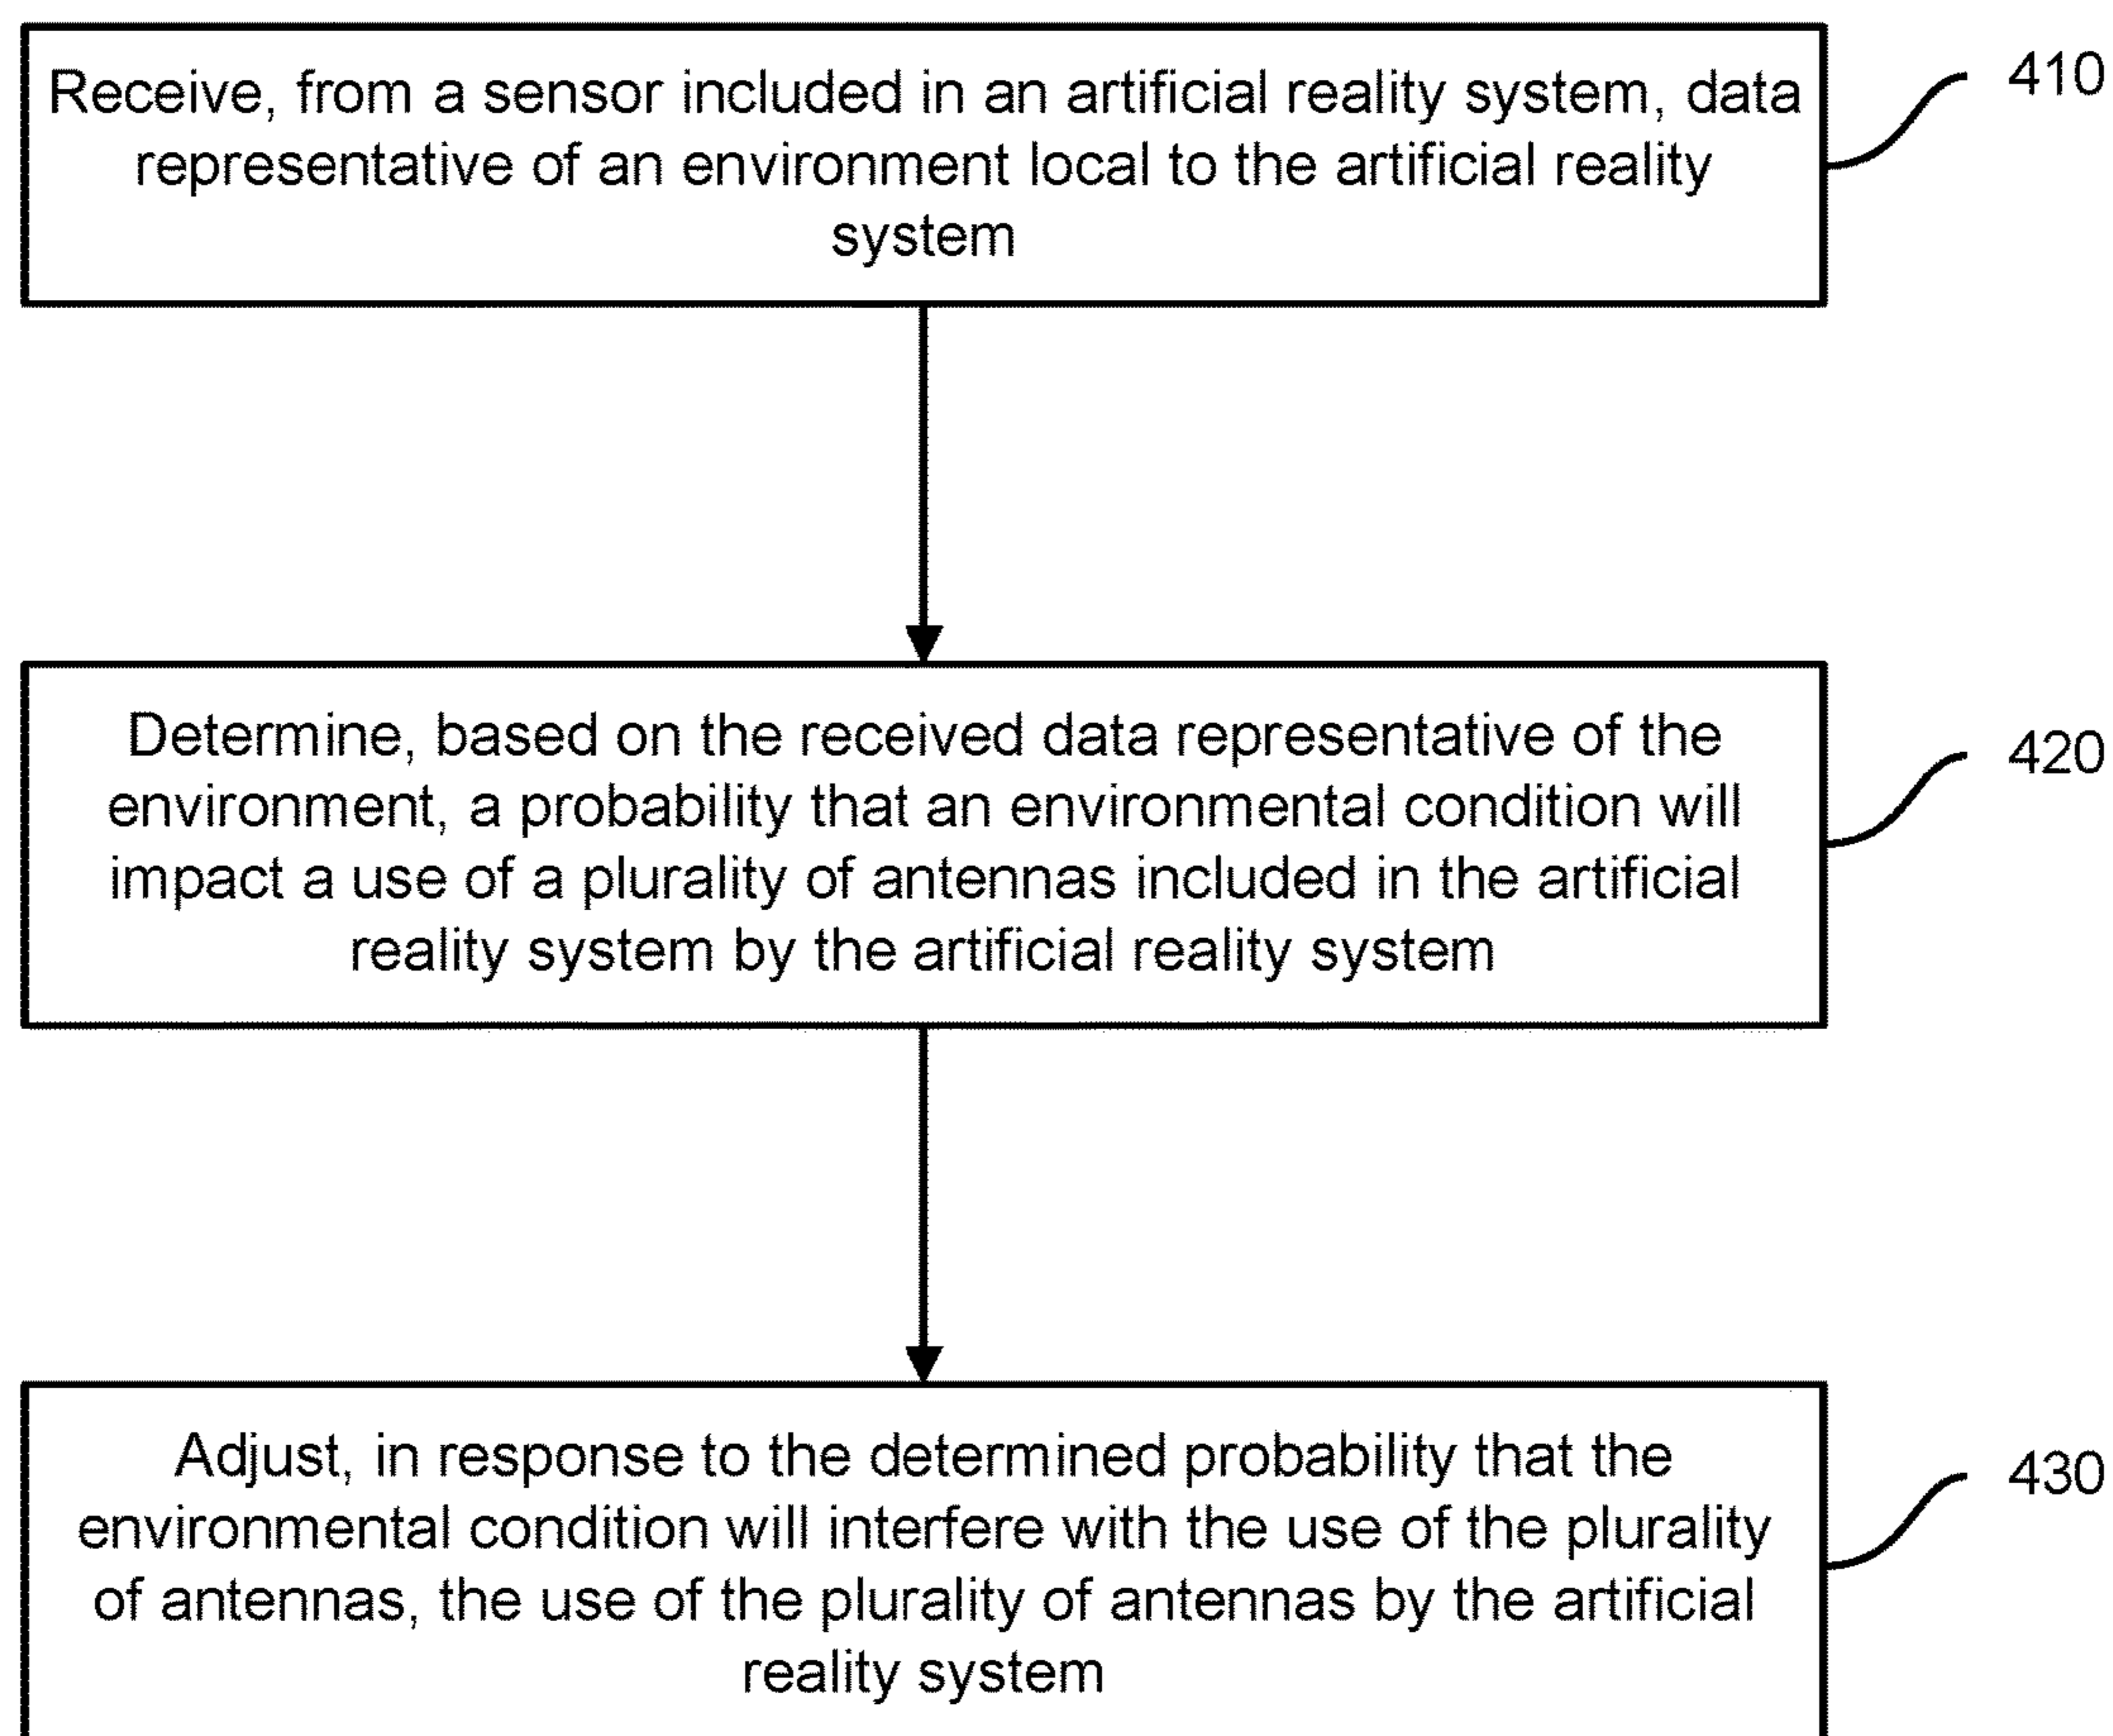 Receive, from a sensor included in an artificial reality system, data
representative of an environment local to the artificial reality
system
410
Determine, based on the received data representative of the
environment, a probability that an environmental condition will
impact a use of a plurality of antennas included in the artificial
reality system by the artificial reality system
420
Adjust, in response to the determined probability that the
environmental condition will interfere with the use of the plurality
of antennas, the use of the plurality of antennas by the artificial
reality system
430